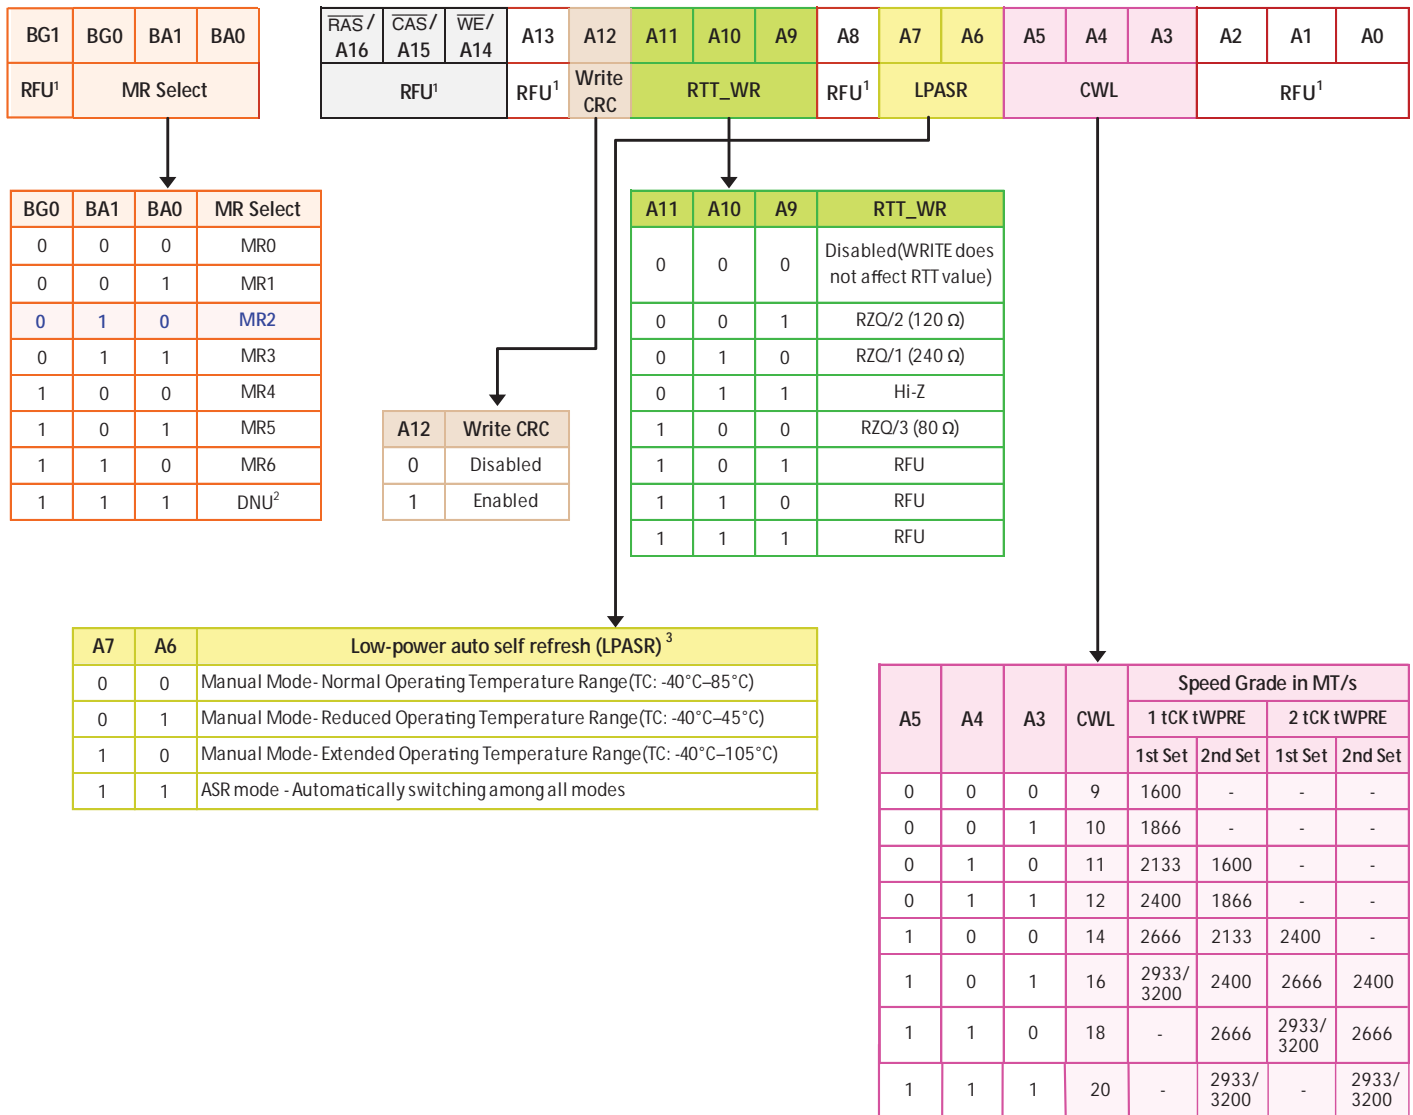 BG1 BG0 BA1 BA0
RFU¹ MR Select
RAS/ A16 CAS/ A15 WE/ A14 A13 A12 A11 A10 A9 A8 A7 A6 A5 A4 A3 A2 A1 A0
RFU¹ RFU¹ Write CRC RTT_WR RFU¹ LPASR CWL RFU¹
BG0 BA1 BA0 MR Select
0 0 0 MR0
0 0 1 MR1
0 1 0 MR2
0 1 1 MR3
1 0 0 MR4
1 0 1 MR5
1 1 0 MR6
1 1 1 DNU²
A12 Write CRC
0 Disabled
1 Enabled
A11 A10 A9 RTT_WR
0 0 0 Disabled(WRITE does
not affect RTT value)
0 0 1 RZQ/2 (120 Ω)
0 1 0 RZQ/1 (240 Ω)
0 1 1 Hi-Z
1 0 0 RZQ/3 (80 Ω)
1 0 1 RFU
1 1 0 RFU
1 1 1 RFU
A7 A6 Low-power auto self refresh (LPASR) ³
0 0 Manual Mode- Normal Operating Temperature Range(TC: -40°C–85°C)
0 1 Manual Mode- Reduced Operating Temperature Range(TC: -40°C–45°C)
1 0 Manual Mode- Extended Operating Temperature Range(TC: -40°C–105°C)
1 1 ASR mode - Automatically switching among all modes
Speed Grade in MT/s
A5 A4 A3 CWL 1 tCK tWPRE 2 tCK tWPRE
1st Set 2nd Set 1st Set 2nd Set
0 0 0 9 1600 - - -
0 0 1 10 1866 - - -
0 1 0 11 2133 1600 - -
0 1 1 12 2400 1866 - -
1 0 0 14 2666 2133 2400 -
1 0 1 16 2933/3200 2400 2666 2400
1 1 0 18 - 2666 2933/3200 2666
1 1 1 20 - 2933/3200 - 2933/3200